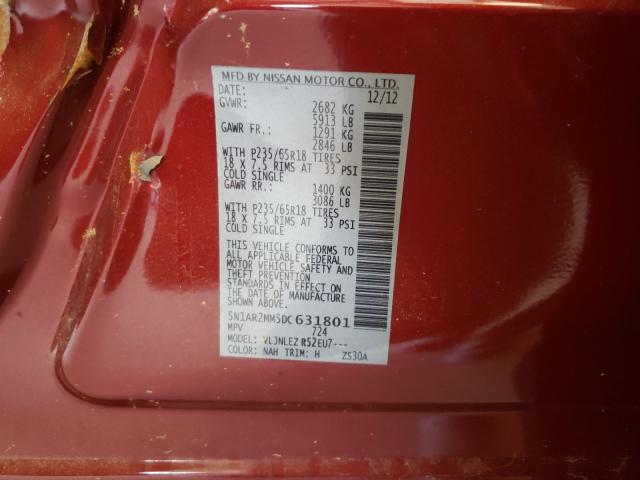 MFD BY NISSAN MOTOR CO., LTD.
DATE: 12/12
GVWR: 2682 KG
5913 LB
GAWR FR.: 1291 KG
2846 LB
WITH P235/65R18 TIRES
18 X 7.5 RIMS AT 33 PSI
COLD SINGLE
GAWR RR.: 1400 KG
3086 LB
WITH P235/65R18 TIRES
18 X 7.5 RIMS AT 33 PSI
COLD SINGLE
THIS VEHICLE CONFORMS TO
ALL APPLICABLE FEDERAL
MOTOR VEHICLE SAFETY AND
THEFT PREVENTION
STANDARDS IN EFFECT ON
THE DATE OF MANUFACTURE
SHOWN ABOVE.
5N1AR2MM5DC631801
MPV 724
MODEL: VLJNLEZ R52EU7---
COLOR: NAH TRIM: H ZS30A